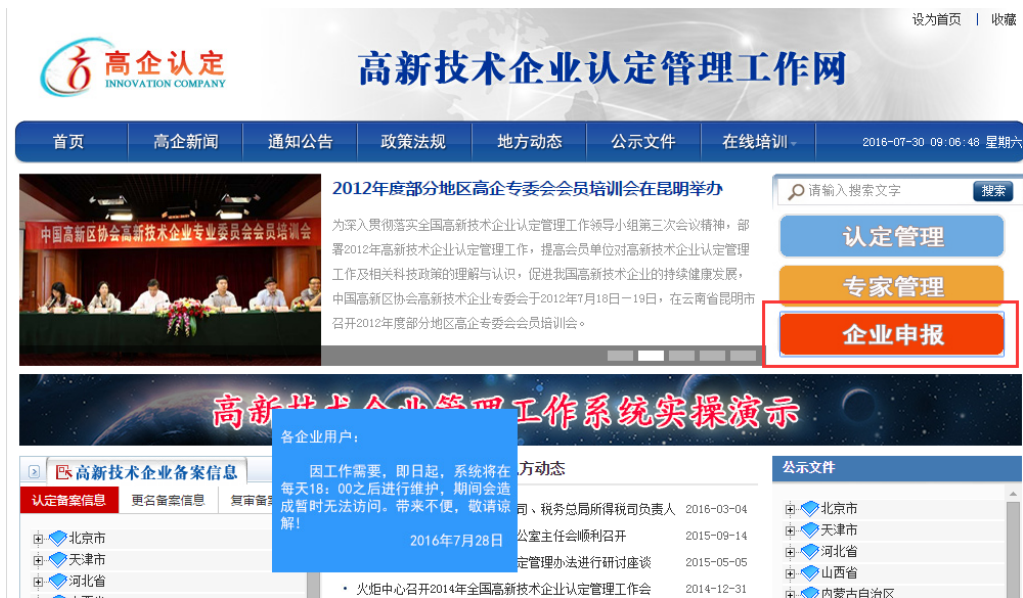 设为首页 | 收藏
高企认定
INNOVATION COMPANY
高新技术企业认定管理工作网
首页 高企新闻 通知公告 政策法规 地方动态 公示文件 在线培训 2016-07-30 09:06:48 星期六
中国高新区协会高新技术企业专业委员会会员培训会
2012年度部分地区高企专委会会员培训会在昆明举办
为深入贯彻落实全国高新技术企业认定管理工作领导小组第三次会议精神，部
署2012年高新技术企业认定管理工作，提高会员单位对高新技术企业认定管理
工作及相关科技政策的理解与认识，促进我国高新技术企业的持续健康发展，
中国高新区协会高新技术企业专委会于2012年7月18日－19日，在云南省昆明市
召开2012年度部分地区高企专委会会员培训会。
请输入搜索文字 搜索
认定管理
专家管理
企业申报
高新技术企业管理工作系统实操演示
各企业用户：
因工作需要，即日起，系统将在
每天18：00之后进行维护，期间会造
成暂时无法访问。带来不便，敬请谅
解！
2016年7月28日
高新技术企业备案信息
认定备案信息 更名备案信息 复审备案
北京市
天津市
河北省
方动态
司、税务总局所得税司负责人 2016-03-04
公室主任会顺利召开 2015-09-14
定管理办法进行研讨座谈 2015-05-05
· 火炬中心召开2014年全国高新技术企业认定管理工作会 2014-12-31
公示文件
北京市
天津市
河北省
山西省
内蒙古自治区